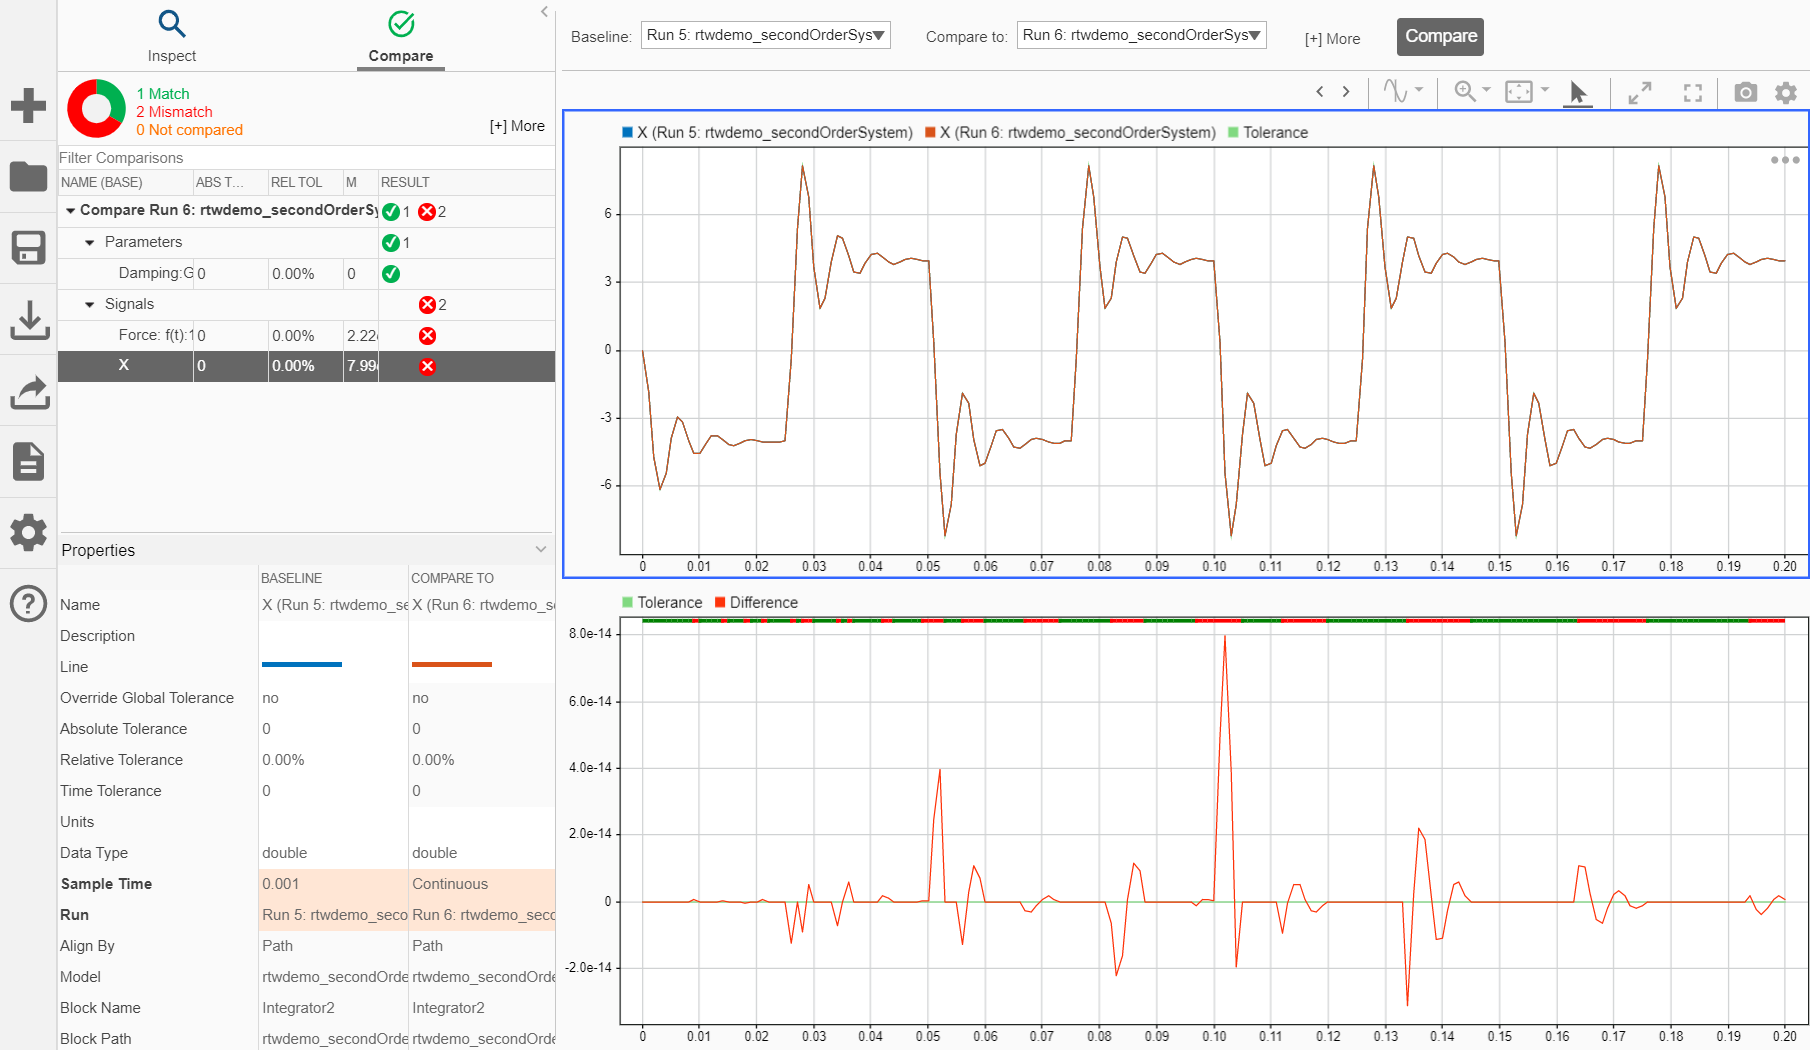 Inspect
Compare
1 Match
2 Mismatch
0 Not compared
[+] More
Filter Comparisons
NAME (BASE) ABS T... REL TOL M RESULT
Compare Run 6: rtwdemo_secondOrderSy 1 2
Parameters 1
Damping:G 0 0.00% 0
Signals 2
Force: f(t):1 0 0.00% 2.22
X 0 0.00% 7.99
Properties
BASELINE COMPARE TO
Name X (Run 5: rtwdemo_se X (Run 6: rtwdemo_s
Description
Line
Override Global Tolerance no no
Absolute Tolerance 0 0
Relative Tolerance 0.00% 0.00%
Time Tolerance 0 0
Units
Data Type double double
Sample Time 0.001 Continuous
Run Run 5: rtwdemo_seco Run 6: rtwdemo_sec
Align By Path Path
Model rtwdemo_secondOrde rtwdemo_secondOrde
Block Name Integrator2 Integrator2
Block Path rtwdemo_secondOrde rtwdemo_secondOrde
Baseline: Run 5: rtwdemo_secondOrderSys Compare to: Run 6: rtwdemo_secondOrderSys [+] More Compare
X (Run 5: rtwdemo_secondOrderSystem) X (Run 6: rtwdemo_secondOrderSystem) Tolerance
6
3
0
-3
-6
0 0.01 0.02 0.03 0.04 0.05 0.06 0.07 0.08 0.09 0.10 0.11 0.12 0.13 0.14 0.15 0.16 0.17 0.18 0.19 0.20
Tolerance Difference
8.0e-14
6.0e-14
4.0e-14
2.0e-14
0
-2.0e-14
0 0.01 0.02 0.03 0.04 0.05 0.06 0.07 0.08 0.09 0.10 0.11 0.12 0.13 0.14 0.15 0.16 0.17 0.18 0.19 0.20